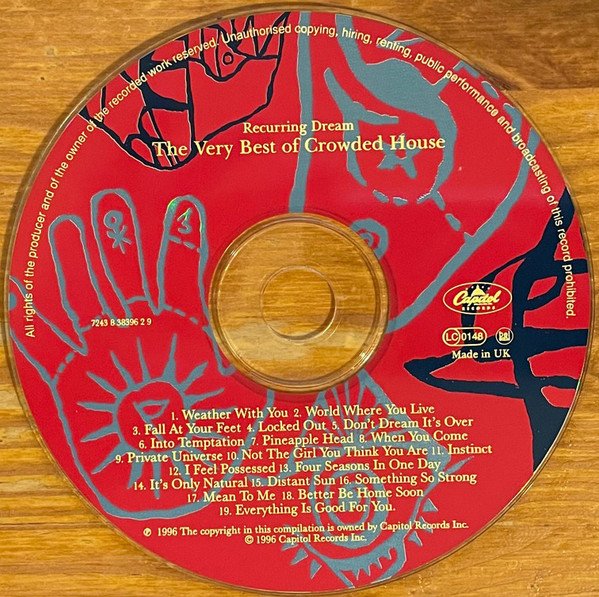 All rights of the producer and of the owner of the recorded work reserved. Unauthorised copying, hiring, renting, public performance and broadcasting of this record prohibited.
Recurring Dream
The Very Best of Crowded House
Capitol
RECORDS
7243 8 38396 2 9
LC 0148
Made in UK
1. Weather With You 2. World Where You Live
3. Fall At Your Feet 4. Locked Out 5. Don't Dream It's Over
6. Into Temptation 7. Pineapple Head 8. When You Come
9. Private Universe 10. Not The Girl You Think You Are 11. Instinct
12. I Feel Possessed 13. Four Seasons In One Day
14. It's Only Natural 15. Distant Sun 16. Something So Strong
17. Mean To Me 18. Better Be Home Soon
19. Everything Is Good For You.
℗ 1996 The copyright in this compilation is owned by Capitol Records Inc.
© 1996 Capitol Records Inc.